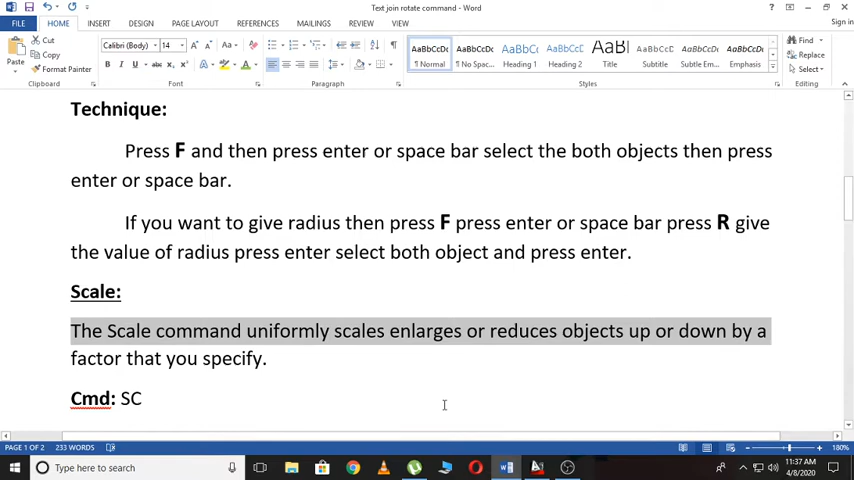 Text join rotate command - Word
FILE HOME INSERT DESIGN PAGE LAYOUT REFERENCES MAILINGS REVIEW VIEW Sign in
Paste Cut Copy Format Painter
Calibri (Body) 14
AaBbCcDc AaBbCcDc AaBbCc AaBbCcC AaBl AaBbCcC AaBbCcDc AaBbCcDc
¶ Normal ¶ No Spac... Heading 1 Heading 2 Title Subtitle Subtle Em... Emphasis
Find Replace Select
Clipboard Font Paragraph Styles Editing
Technique:
Press F and then press enter or space bar select the both objects then press
enter or space bar.
If you want to give radius then press F press enter or space bar press R give
the value of radius press enter select both object and press enter.
Scale:
The Scale command uniformly scales enlarges or reduces objects up or down by a
factor that you specify.
Cmd: SC
PAGE 1 OF 2 233 WORDS 180%
Type here to search
11:37 AM
4/8/2020